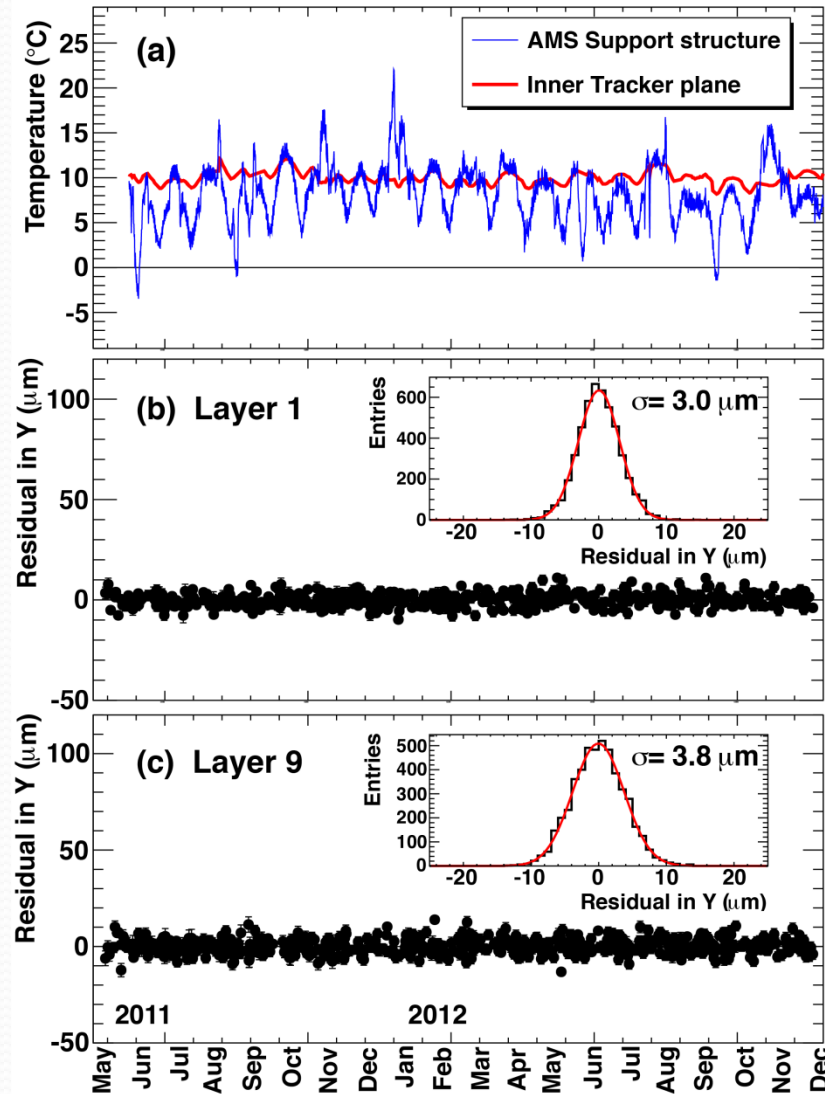 (a)
AMS Support structure
Inner Tracker plane
Temperature (°C)
25
20
15
10
5
0
-5
(b) Layer 1
σ= 3.0 μm
Entries
600
400
200
0
-20 -10 0 10 20
Residual in Y (μm)
Residual in Y (μm)
100
50
0
-50
(c) Layer 9
σ= 3.8 μm
Entries
500
400
300
200
100
0
-20 -10 0 10 20
Residual in Y (μm)
Residual in Y (μm)
100
50
0
-50
2011 2012
May Jun Jul Aug Sep Oct Nov Dec Jan Feb Mar Apr May Jun Jul Aug Sep Oct Nov Dec